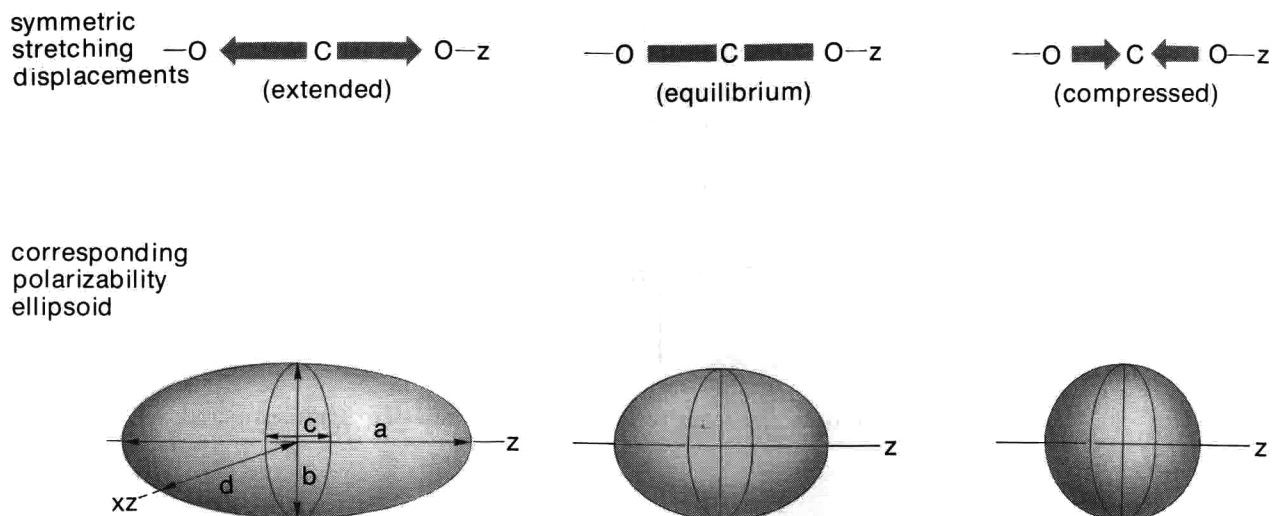 symmetric
stretching
displacements
—O C O—z
(extended)
—O C O—z
(equilibrium)
—O C O—z
(compressed)
corresponding
polarizability
ellipsoid
c
a
z
b
d
xz
z
z